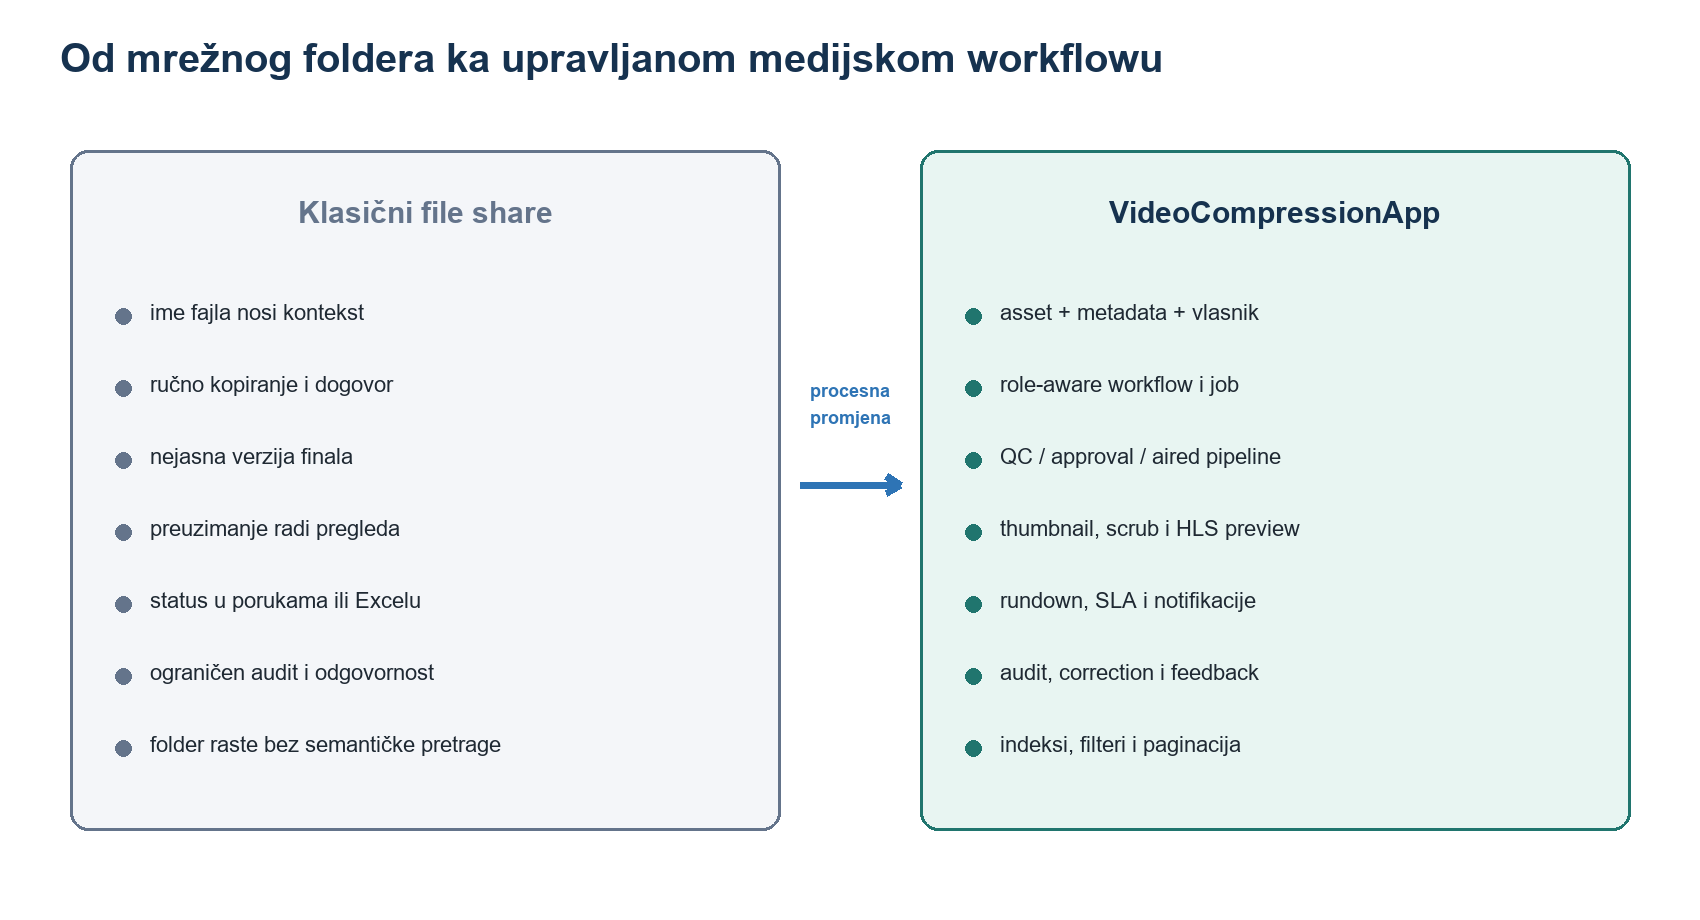 Od mrežnog foldera ka upravljanom medijskom workflowu
Klasični file share
ime fajla nosi kontekst
ručno kopiranje i dogovor
nejasna verzija finala
preuzimanje radi pregleda
status u porukama ili Excelu
ograničen audit i odgovornost
folder raste bez semantičke pretrage
procesna
promjena
VideoCompressionApp
asset + metadata + vlasnik
role-aware workflow i job
QC / approval / aired pipeline
thumbnail, scrub i HLS preview
rundown, SLA i notifikacije
audit, correction i feedback
indeksi, filteri i paginacija